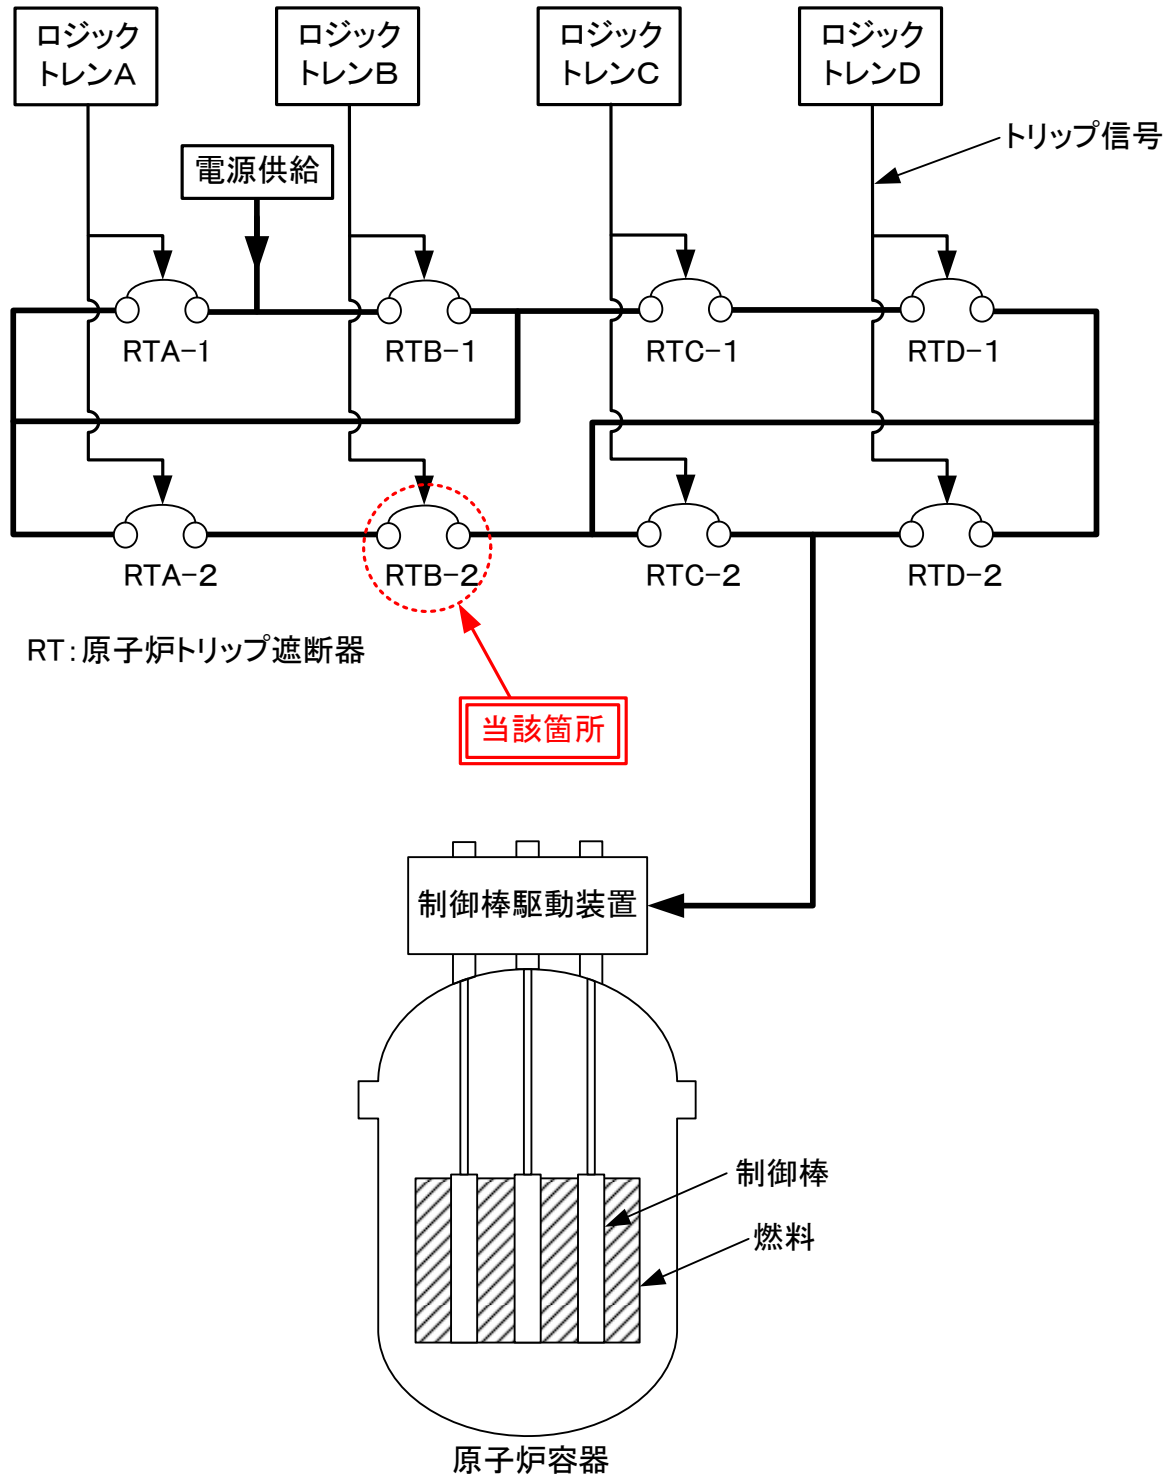 ロジック
トレンA
ロジック
トレンB
ロジック
トレンC
ロジック
トレンD
トリップ信号
電源供給
RTA-1
RTB-1
RTC-1
RTD-1
RTA-2
RTB-2
RTC-2
RTD-2
RT:原子炉トリップ遮断器
当該箇所
制御棒駆動装置
制御棒
燃料
原子炉容器